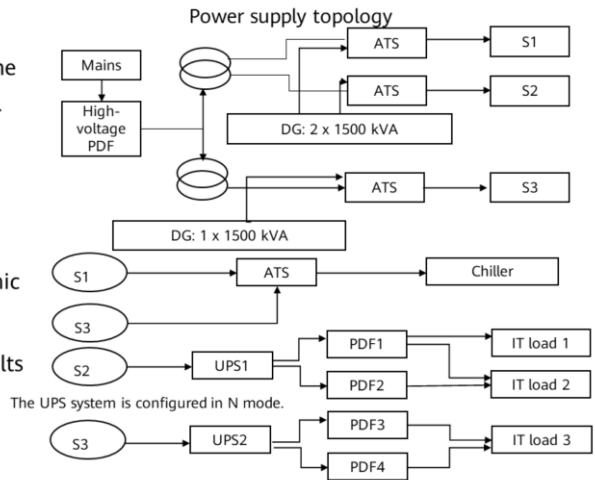 Power supply topology
Mains
High-
voltage
PDF
ATS
S1
ATS
S2
DG: 2 x 1500 kVA
ATS
S3
DG: 1 x 1500 kVA
S1
ATS
Chiller
S3
S2
UPS1
PDF1
IT load 1
PDF2
IT load 2
The UPS system is configured in N mode.
S3
UPS2
PDF3
IT load 3
PDF4